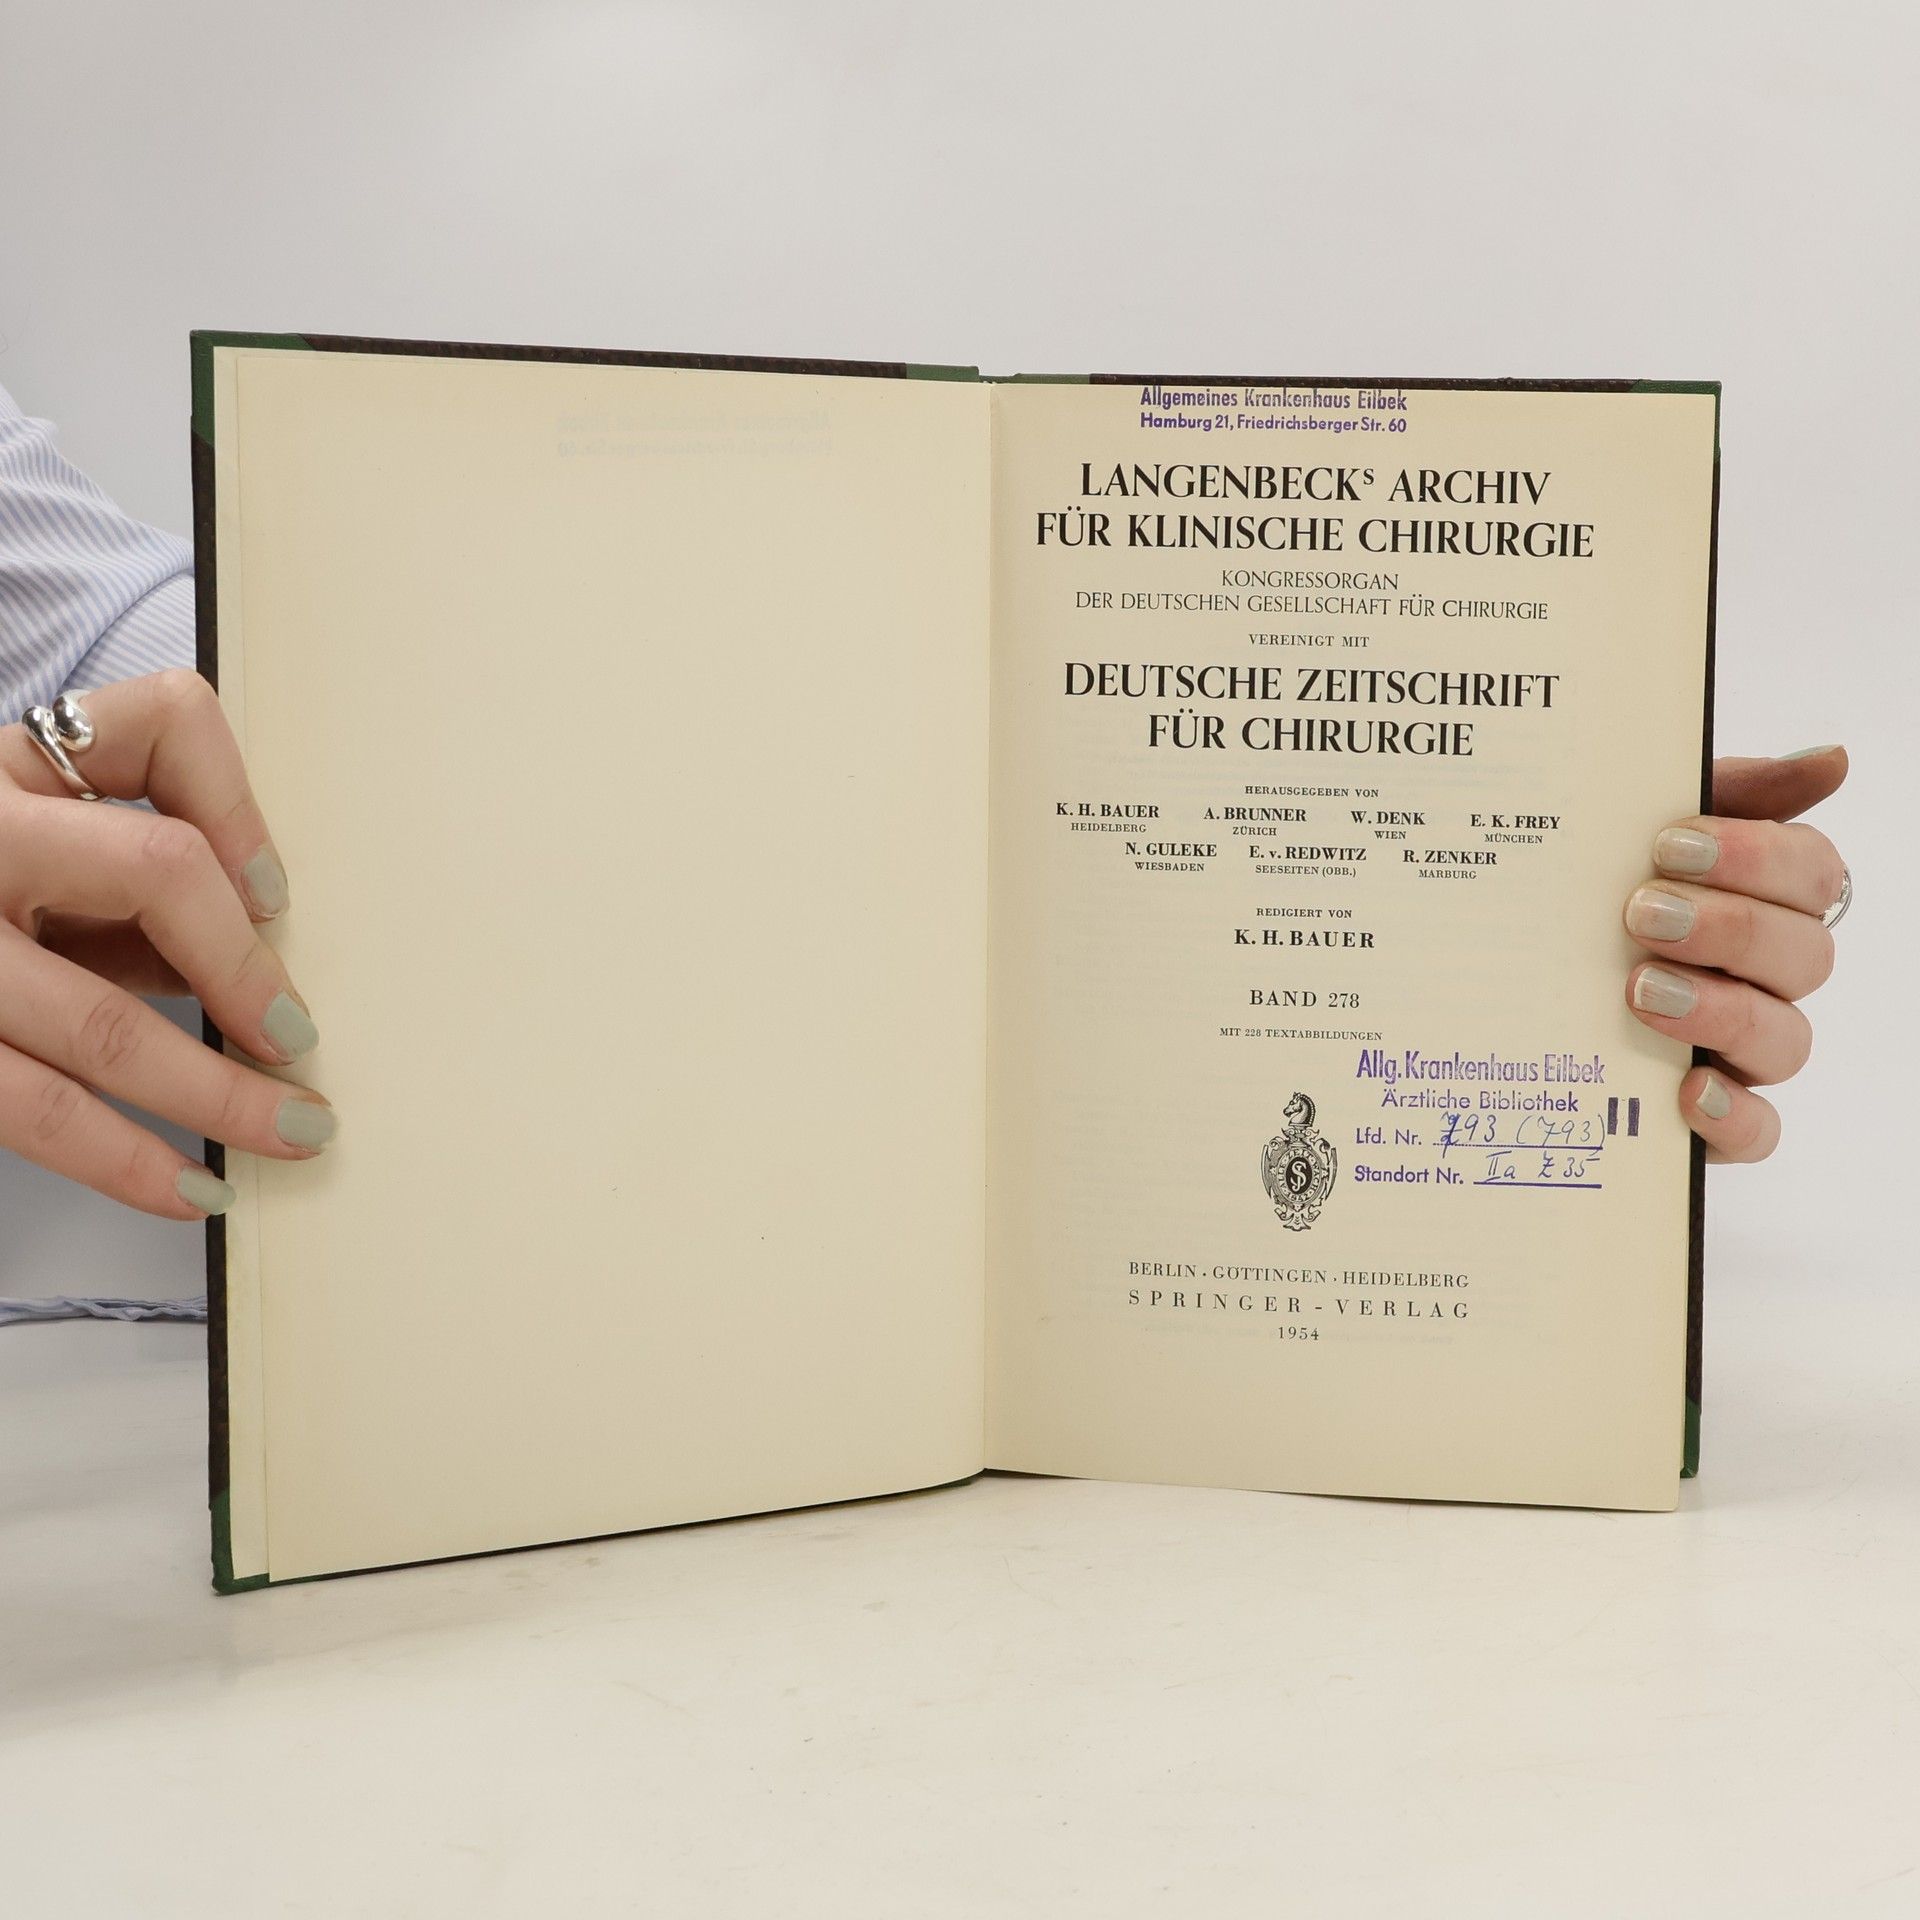 Allgemeines Krankenhaus Eilbek
Hamburg 21, Friedrichsberger Str. 60
LANGENBECKS ARCHIV
FÜR KLINISCHE CHIRURGIE
KONGRESSORGAN
DER DEUTSCHEN GESELLSCHAFT FÜR CHIRURGIE
VEREINIGT MIT
DEUTSCHE ZEITSCHRIFT
FÜR CHIRURGIE
HERAUSGEGEBEN VON
K. H. BAUER A. BRUNNER W. DENK E. K. FREY
HEIDELBERG ZÜRICH WIEN MÜNCHEN
N. GULEKE E. v. REDWITZ R. ZENKER
WIESBADEN SEESEITEN (OBB.) MARBURG
REDIGIERT VON
K. H. BAUER
BAND 278
MIT 228 TEXTABBILDUNGEN
Allg. Krankenhaus Eilbek
Ärztliche Bibliothek
Lfd. Nr. 793 (793)
Standort Nr. IIa Z 35
BERLIN · GÖTTINGEN · HEIDELBERG
SPRINGER-VERLAG
1954